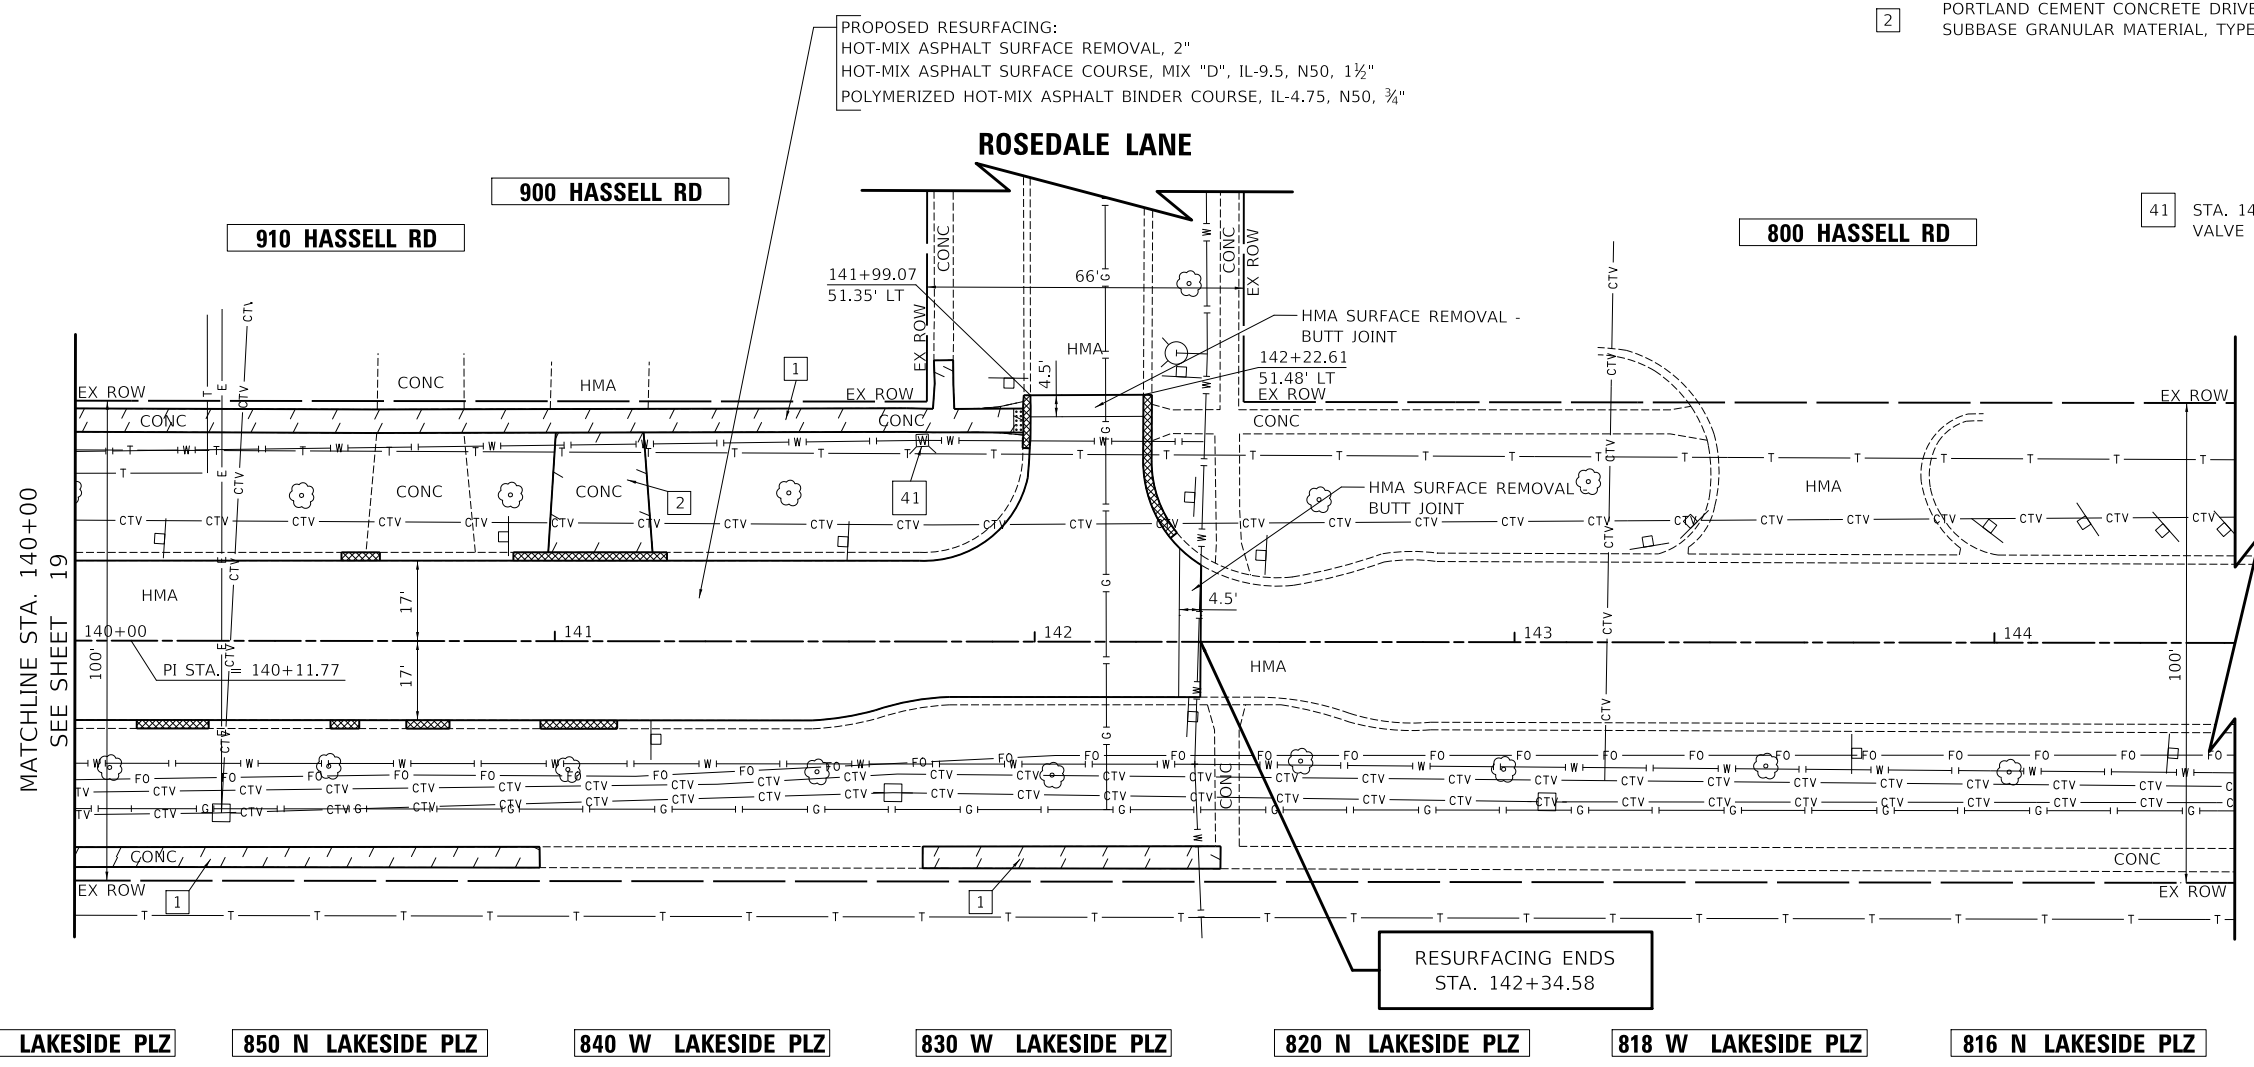 PROPOSED RESURFACING:
HOT-MIX ASPHALT SURFACE REMOVAL, 2"
HOT-MIX ASPHALT SURFACE COURSE, MIX "D", IL-9.5, N50, 1½"
POLYMERIZED HOT-MIX ASPHALT BINDER COURSE, IL-4.75, N50, ¾"
2
PORTLAND CEMENT CONCRETE DRIVE
SUBBASE GRANULAR MATERIAL, TYPE
ROSEDALE LANE
900 HASSELL RD
910 HASSELL RD
800 HASSELL RD
41
STA. 14
VALVE
141+99.07
51.35' LT
66'
CONC
CONC
EX ROW
EX ROW
HMA
4.5'
HMA SURFACE REMOVAL -
BUTT JOINT
142+22.61
51.48' LT
EX ROW
EX ROW
CONC
CONC
HMA
1
EX ROW
CONC
CONC
EX ROW
CONC
CONC
2
41
HMA SURFACE REMOVAL -
BUTT JOINT
HMA
MATCHLINE STA. 140+00
SEE SHEET 19
HMA
17'
17'
4.5'
140+00
141
142
143
144
PI STA. = 140+11.77
100'
HMA
100'
CONC
CONC
EX ROW
1
1
CONC
EX ROW
RESURFACING ENDS
STA. 142+34.58
LAKESIDE PLZ
850 N LAKESIDE PLZ
840 W LAKESIDE PLZ
830 W LAKESIDE PLZ
820 N LAKESIDE PLZ
818 W LAKESIDE PLZ
816 N LAKESIDE PLZ